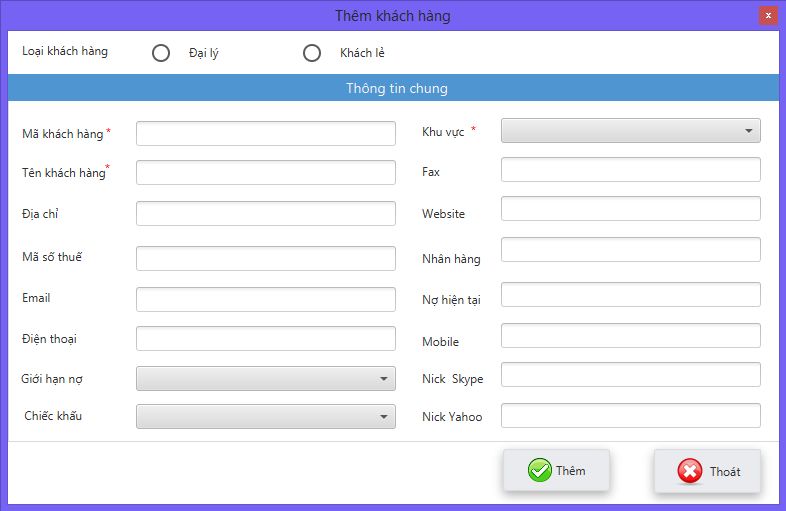 Thêm khách hàng
x
Loại khách hàng
Đại lý
Khách lẻ
Thông tin chung
Mã khách hàng *
Khu vực *
Tên khách hàng *
Fax
Địa chỉ
Website
Mã số thuế
Nhân hàng
Email
Nợ hiện tại
Điện thoại
Mobile
Giới hạn nợ
Nick Skype
Chiếc khấu
Nick Yahoo
Thêm
Thoát